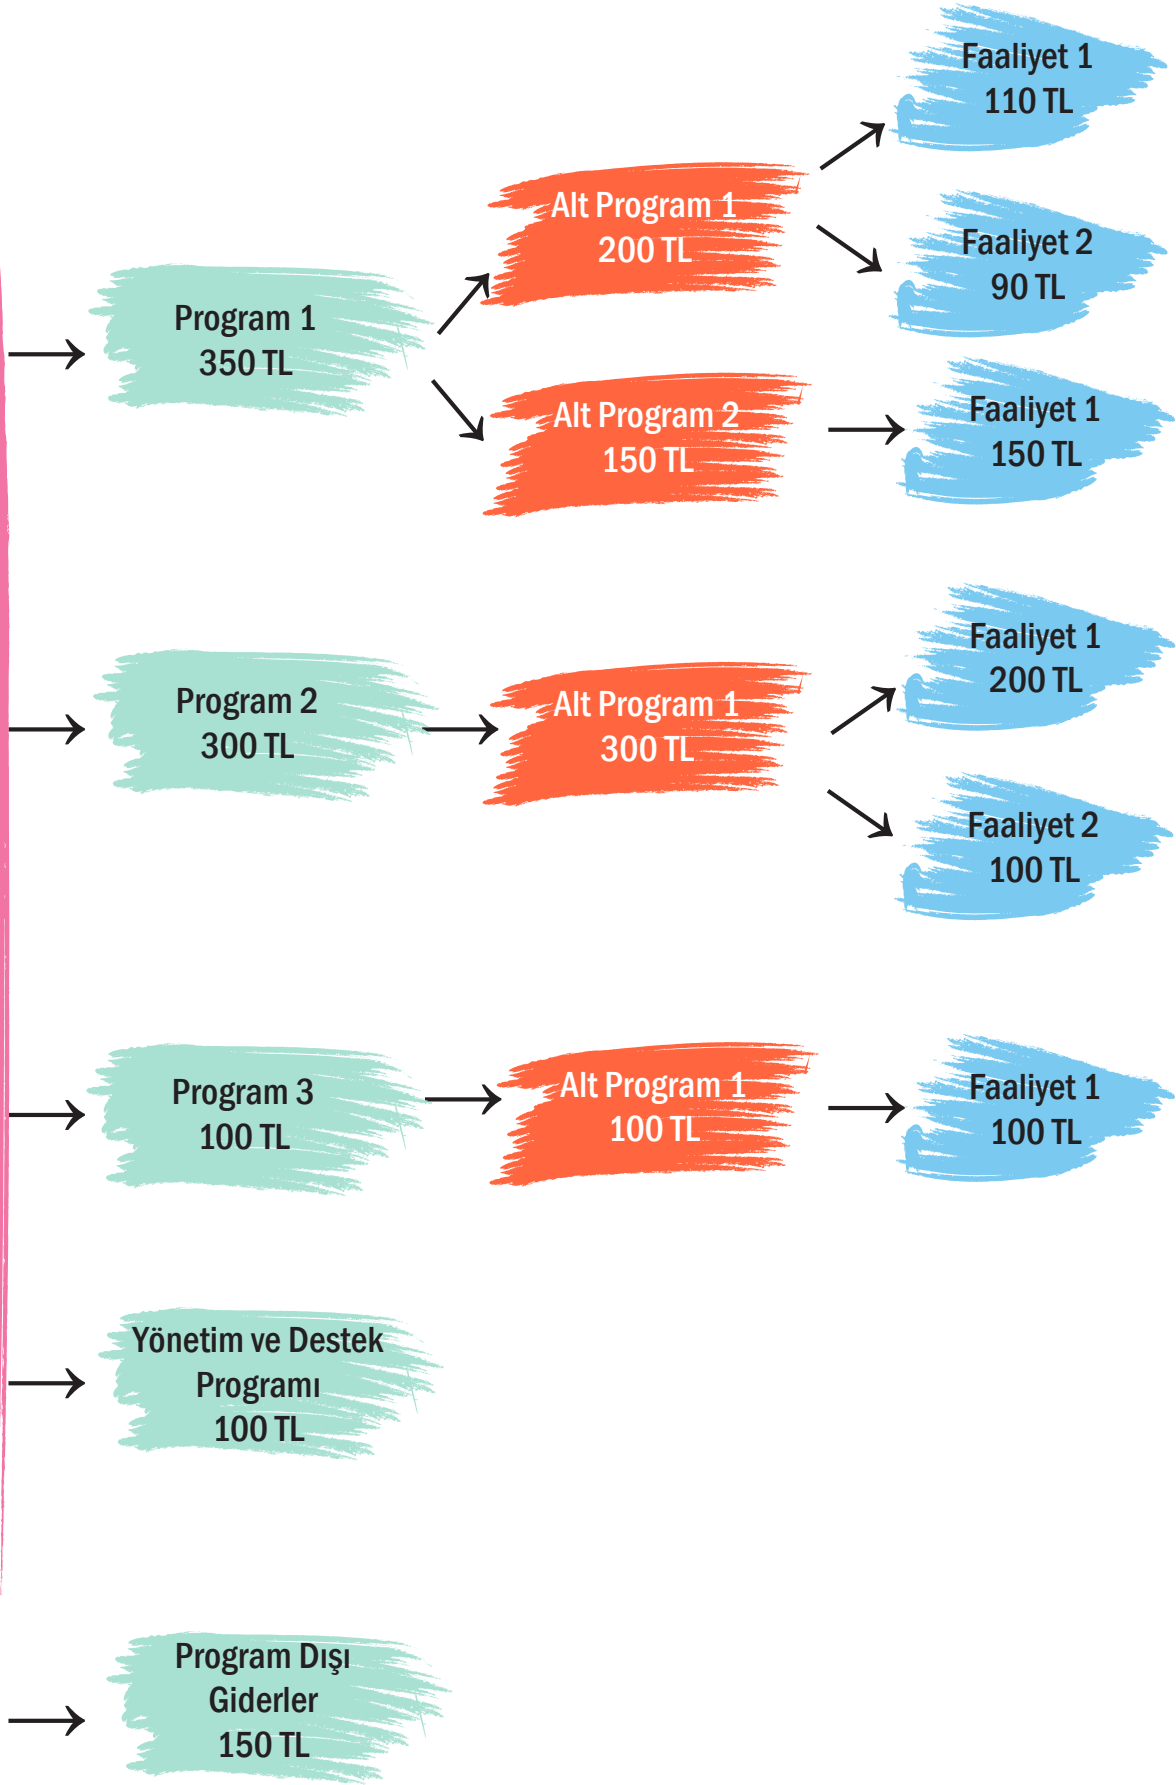 Program 1
350 TL
Alt Program 1
200 TL
Faaliyet 1
110 TL
Faaliyet 2
90 TL
Alt Program 2
150 TL
Faaliyet 1
150 TL
Program 2
300 TL
Alt Program 1
300 TL
Faaliyet 1
200 TL
Faaliyet 2
100 TL
Program 3
100 TL
Alt Program 1
100 TL
Faaliyet 1
100 TL
Yönetim ve Destek
Programı
100 TL
Program Dışı
Giderler
150 TL